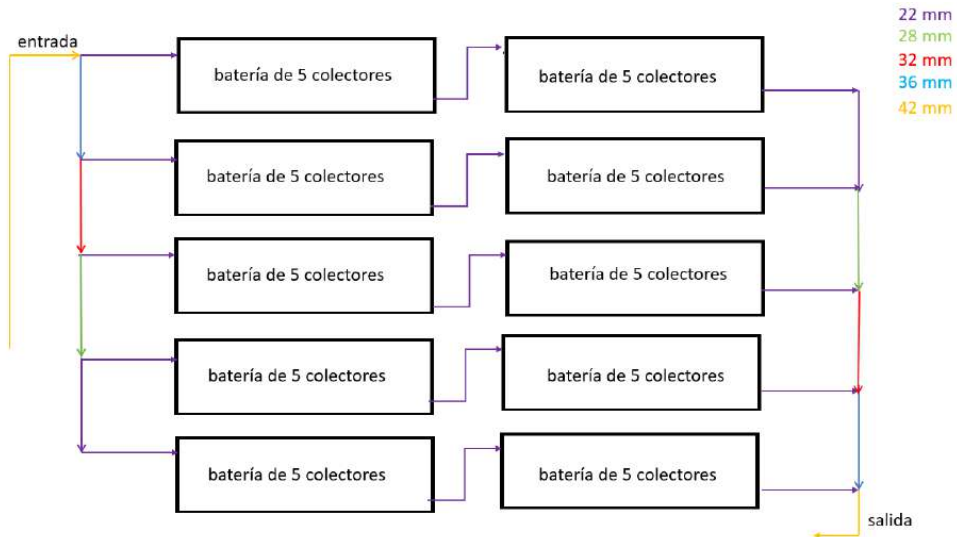 22 mm
28 mm
32 mm
36 mm
42 mm
entrada
batería de 5 colectores
batería de 5 colectores
batería de 5 colectores
batería de 5 colectores
batería de 5 colectores
batería de 5 colectores
batería de 5 colectores
batería de 5 colectores
batería de 5 colectores
batería de 5 colectores
salida